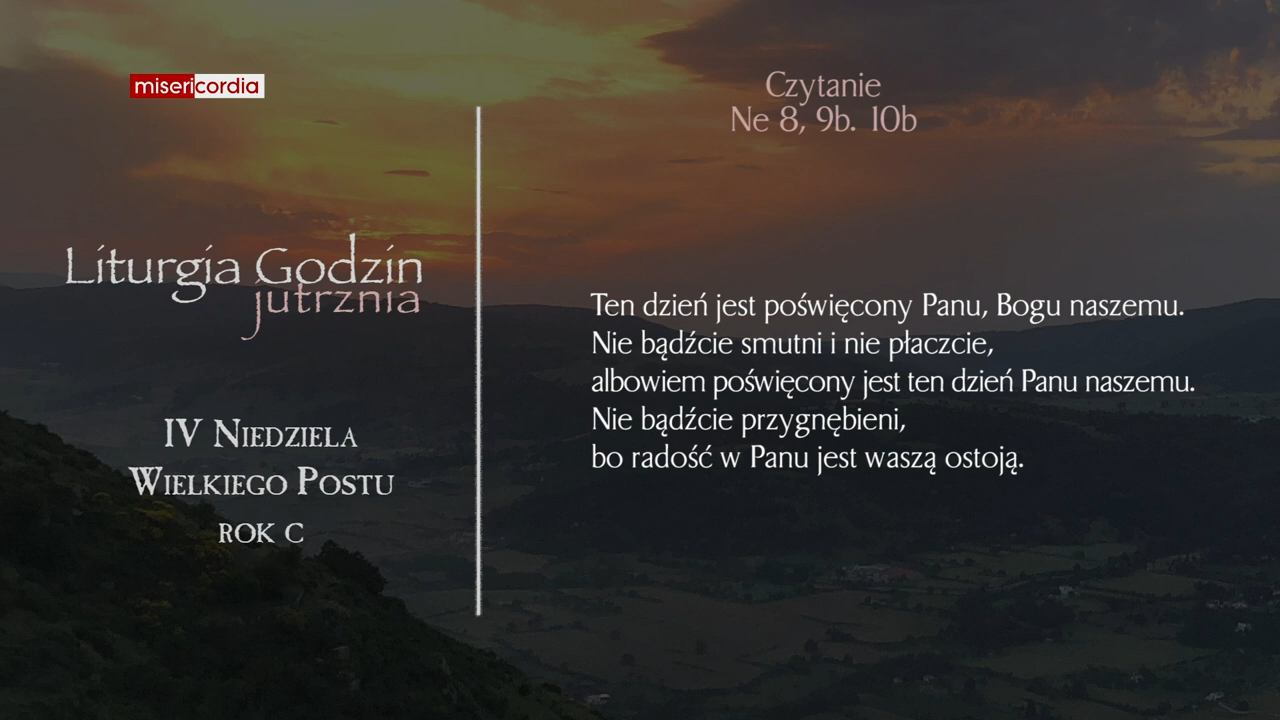 misericordia
Liturgia Godzin
jutrznia
IV Niedziela
Wielkiego Postu
rok C
Czytanie
Ne 8, 9b. 10b
Ten dzień jest poświęcony Panu, Bogu naszemu.
Nie bądźcie smutni i nie płaczcie,
albowiem poświęcony jest ten dzień Panu naszemu.
Nie bądźcie przygnębieni,
bo radość w Panu jest waszą ostoją.